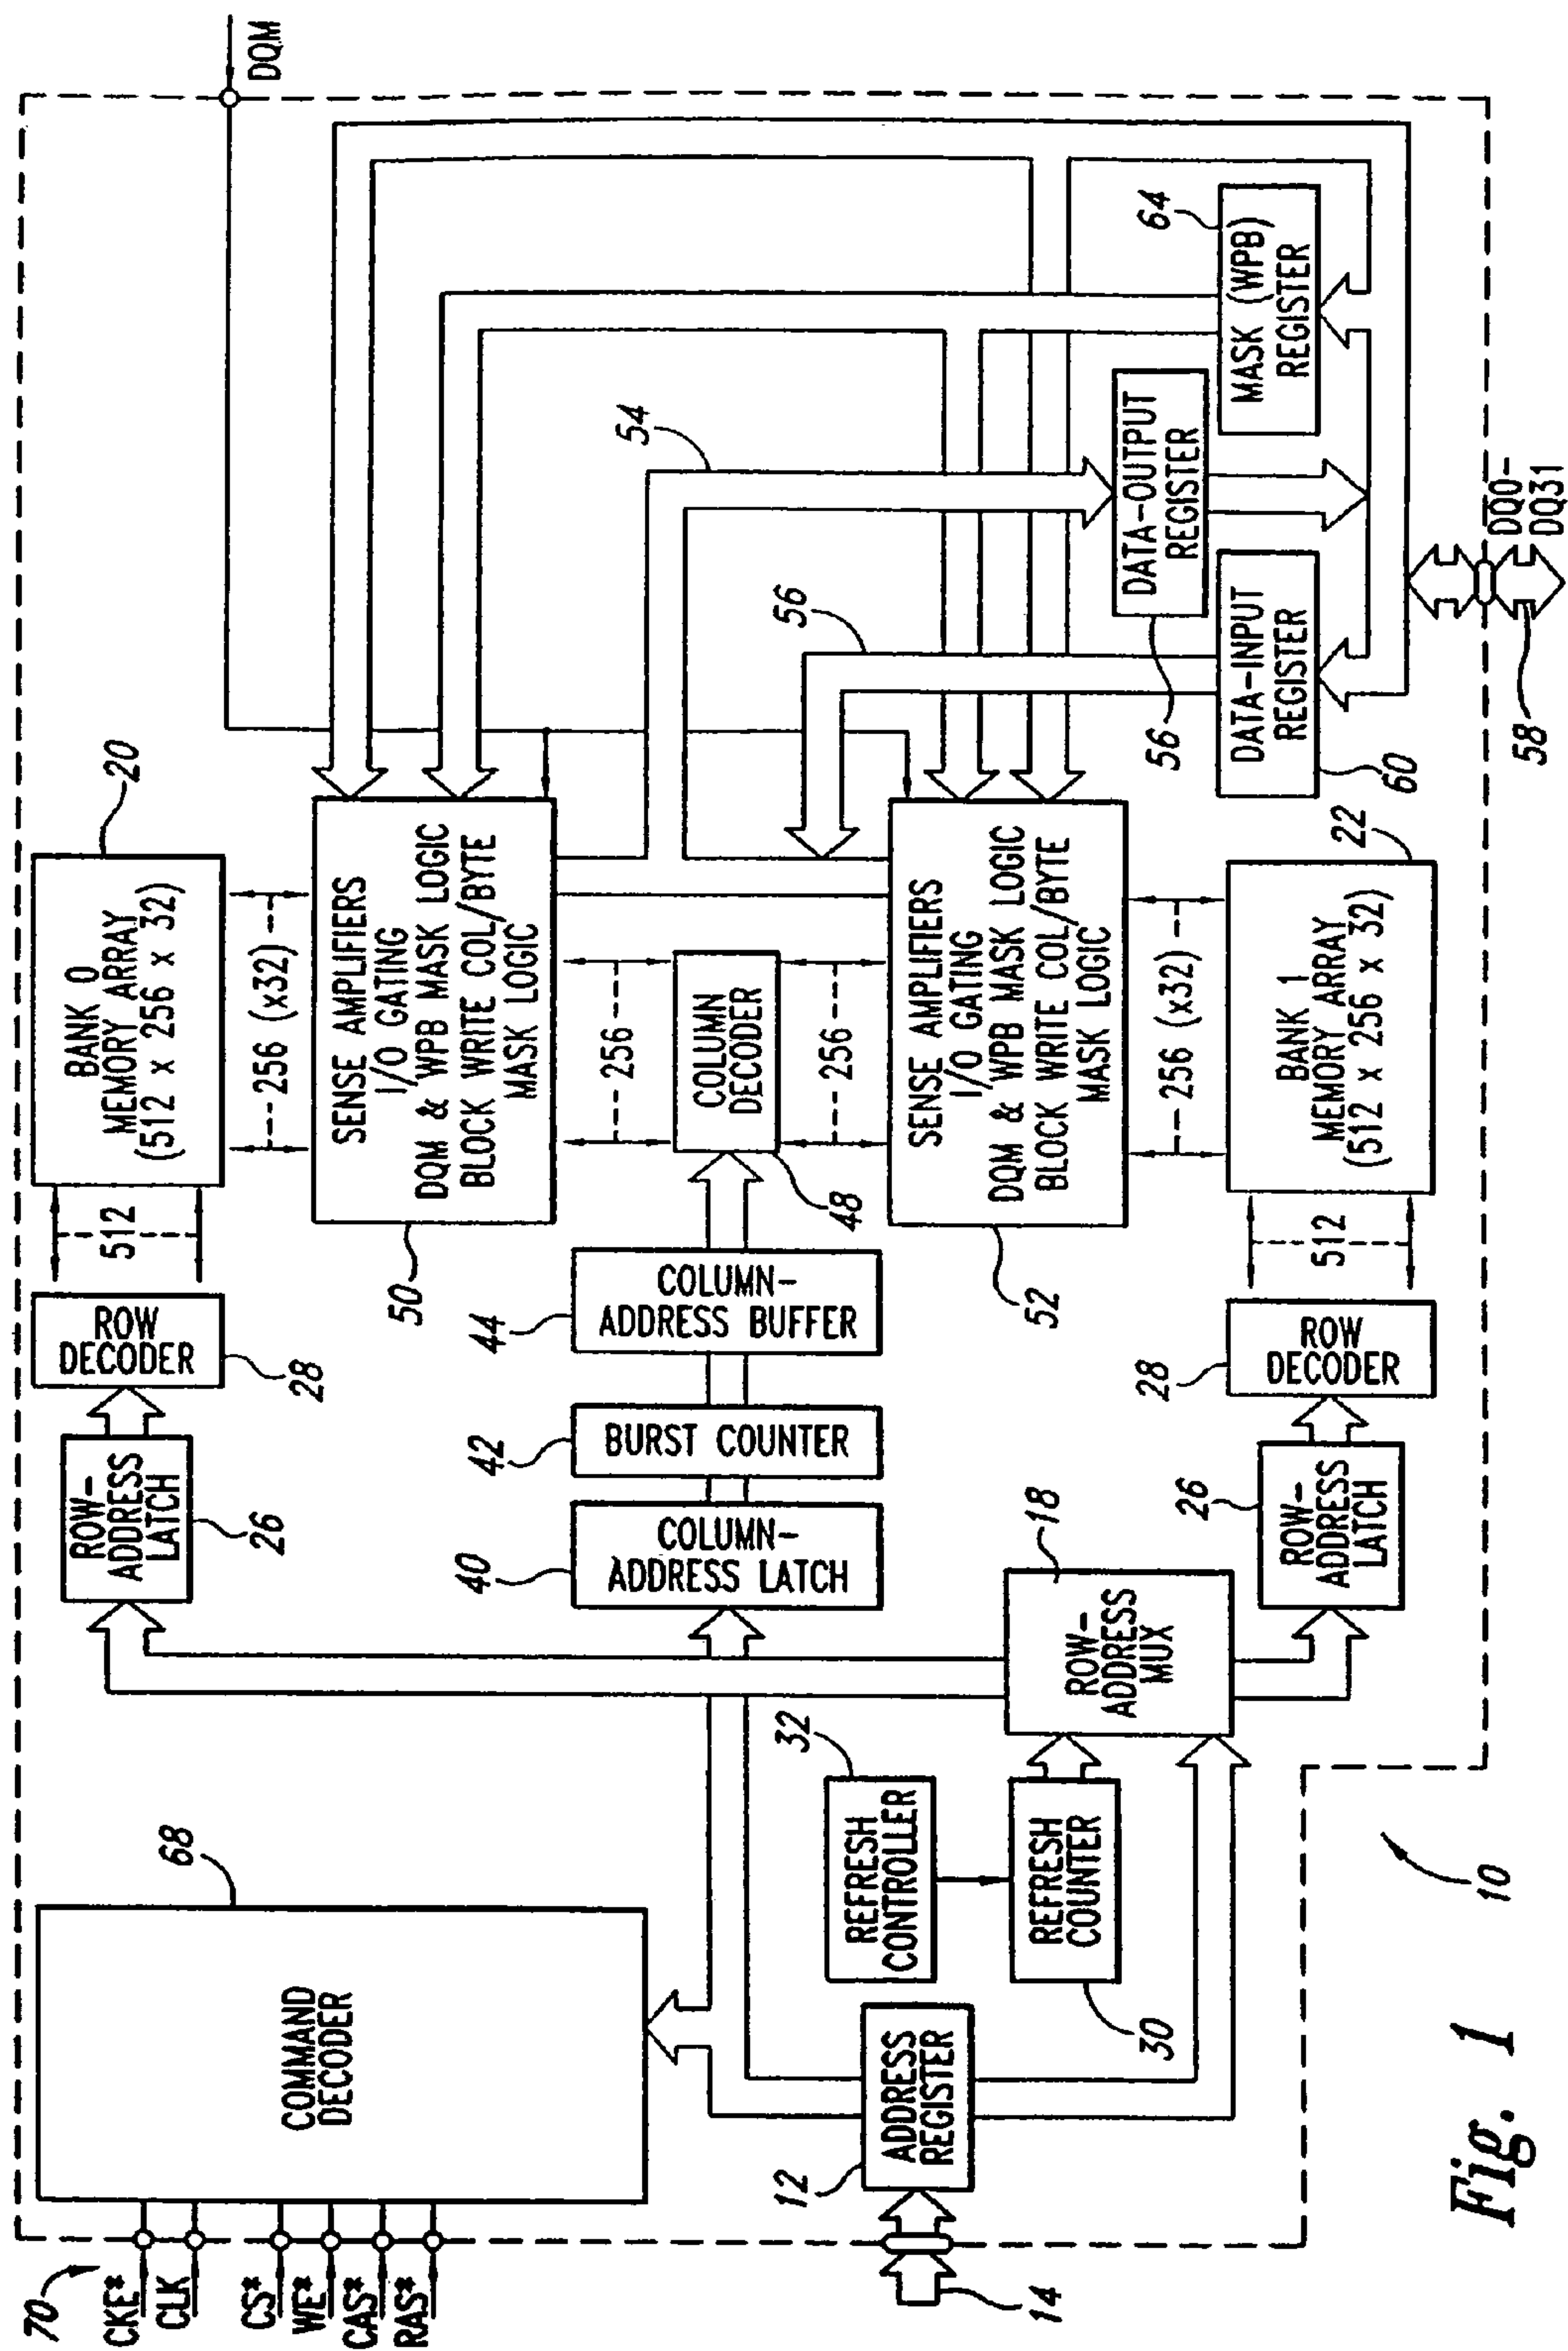 70
CKE*
CLK
CS*
WE*
CAS*
RAS*
COMMAND
DECODER
68
14
12
ADDRESS
REGISTER
REFRESH
CONTROLLER
32
REFRESH
COUNTER
30
ROW-
ADDRESS
MUX
18
ROW-
ADDRESS
LATCH
26
ROW
DECODER
28
512
BANK 0
MEMORY ARRAY
(512 x 256 x 32)
20
256 (x32)
SENSE AMPLIFIERS
I/O GATING
DQM & WPB MASK LOGIC
BLOCK WRITE COL/BYTE
MASK LOGIC
50
256
COLUMN-
ADDRESS LATCH
40
BURST COUNTER
42
COLUMN-
ADDRESS BUFFER
44
COLUMN
DECODER
48
256
SENSE AMPLIFIERS
I/O GATING
DQM & WPB MASK LOGIC
BLOCK WRITE COL/BYTE
MASK LOGIC
52
256 (x32)
ROW-
ADDRESS
LATCH
26
ROW
DECODER
28
512
BANK 1
MEMORY ARRAY
(512 x 256 x 32)
22
DQM
54
56
DATA-OUTPUT
REGISTER
56
DATA-INPUT
REGISTER
60
MASK (WPB)
REGISTER
64
DQ0-
DQ31
58
10
Fig. 1